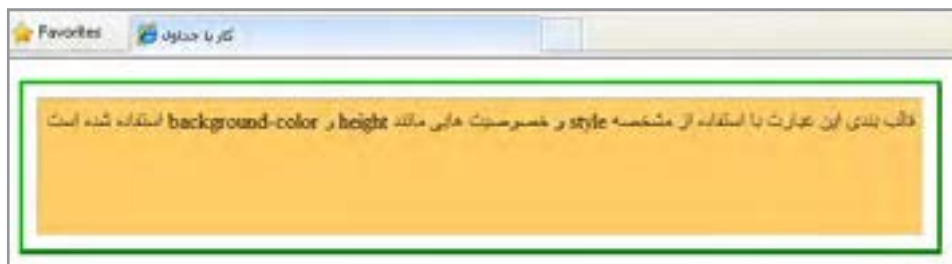 Favorites
کار با جداول
قالب بندی این عبارت با استفاده از مشخصه style و خصوصیت هایی مانند height و background-color استفاده شده است